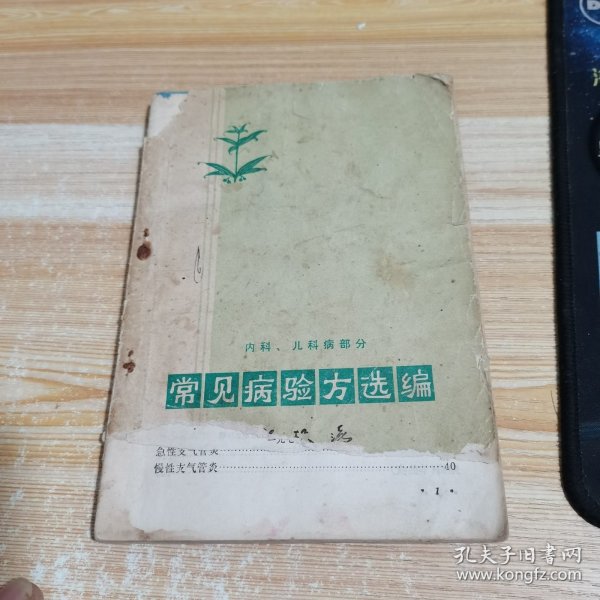 内科、儿科病部分
常见病验方选编
急性支气管炎
慢性支气管炎 40
· 1 ·
孔夫子旧书网
www.kongfz.com